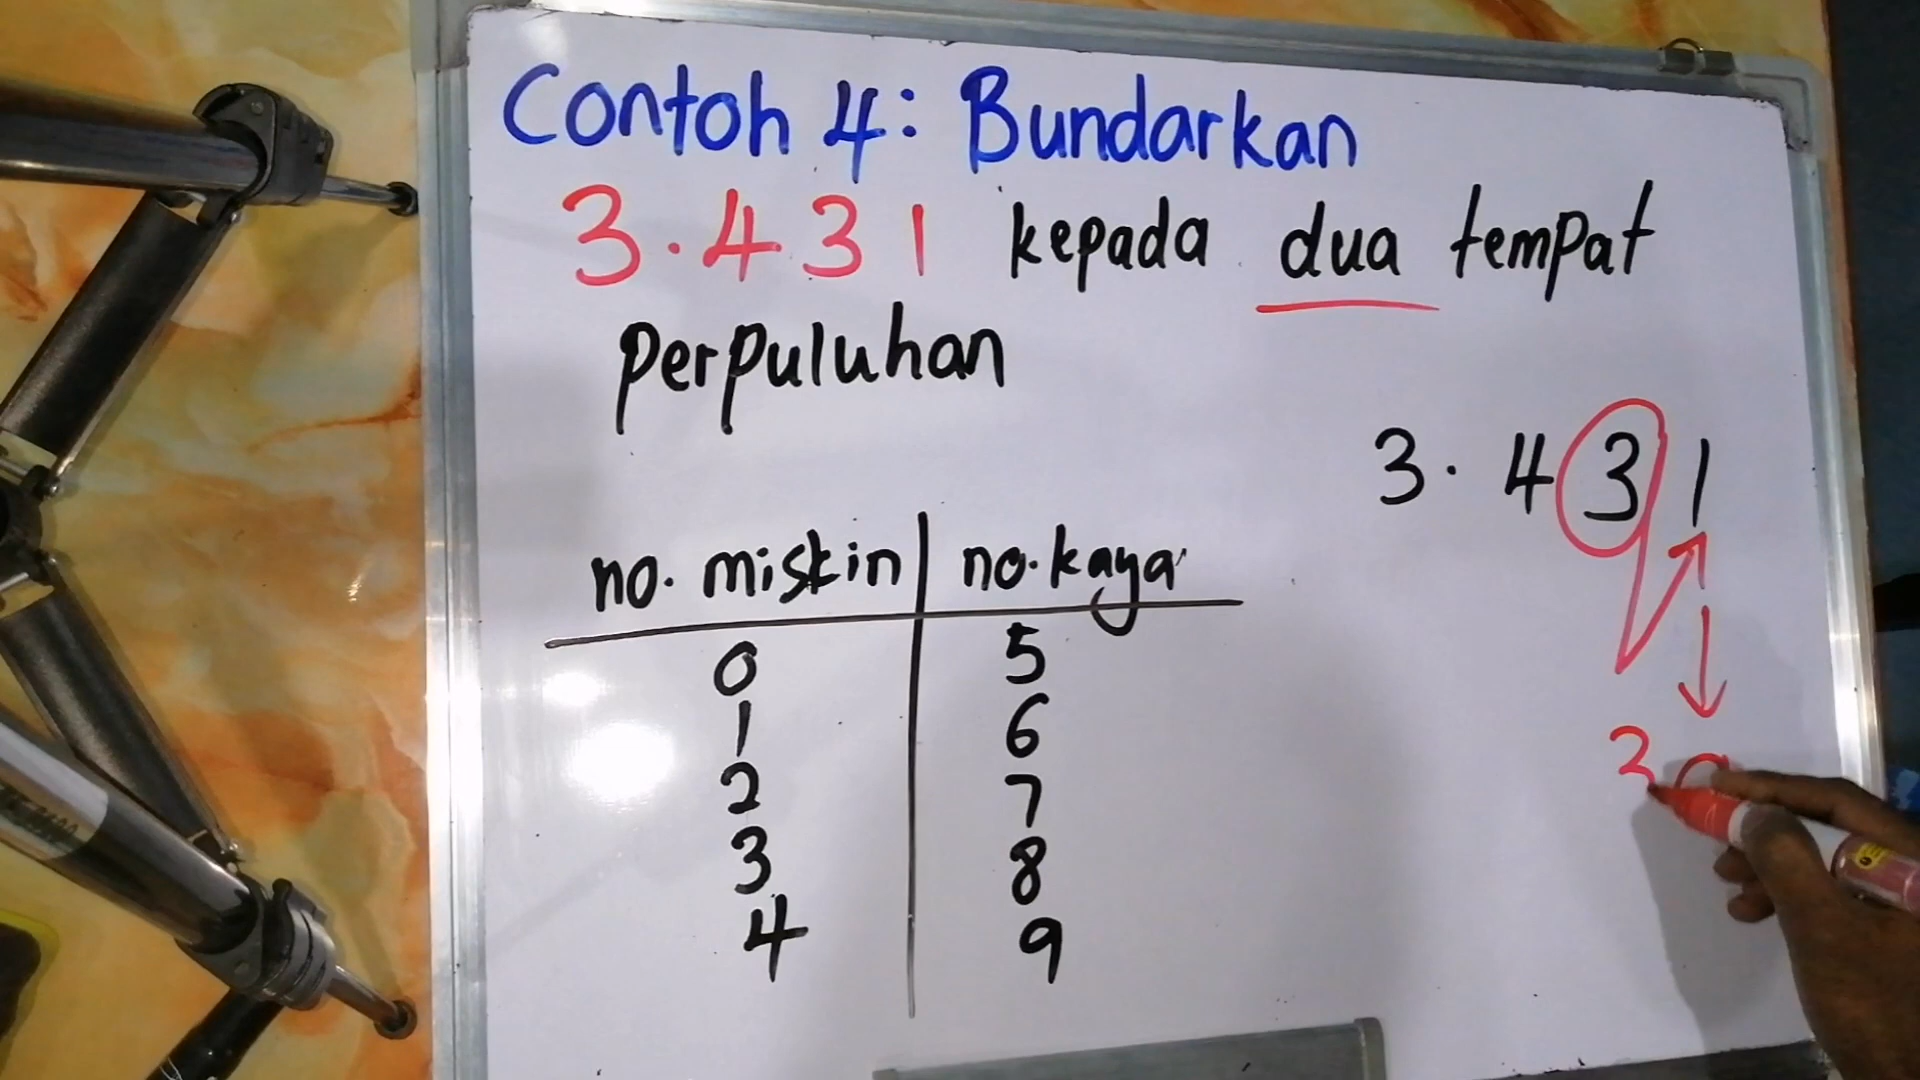 Contoh 4: Bundarkan
3.431 kepada dua tempat
perpuluhan
3.431
no. miskin no. kaya
0 5
1 6
2 7
3 8
4 9
3